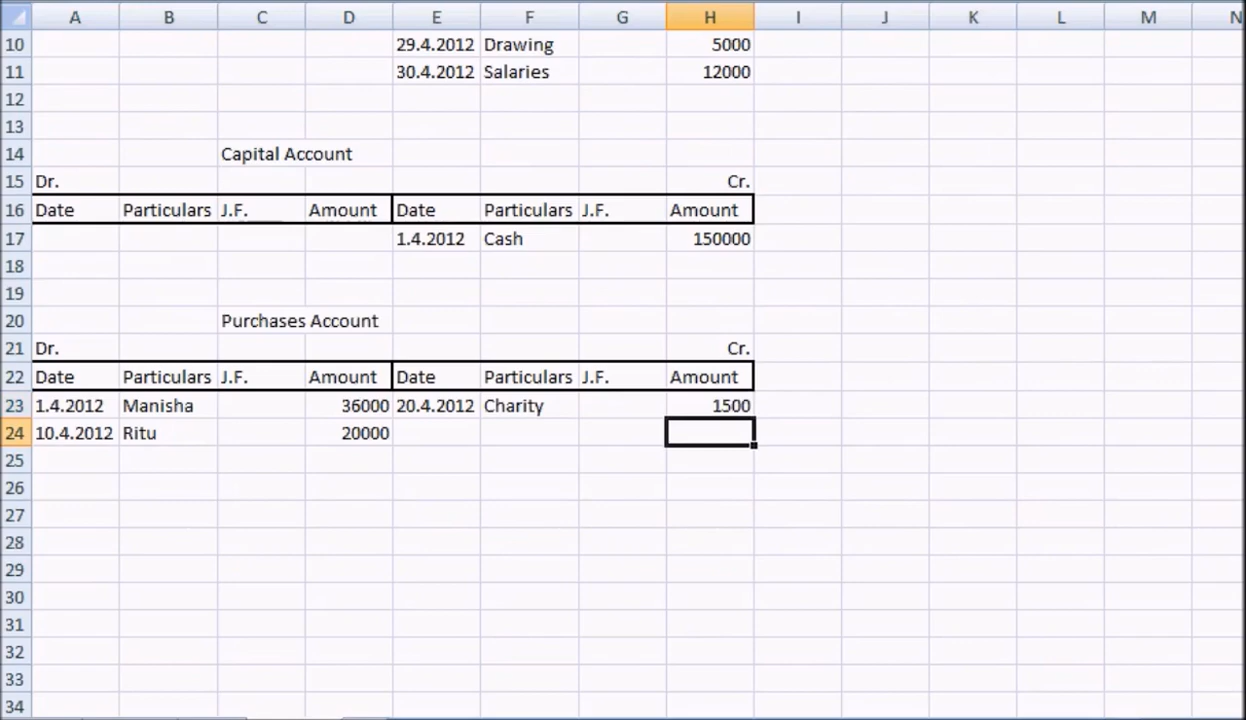 A B C D E F G H I J K L M N
10 29.4.2012 Drawing 5000
11 30.4.2012 Salaries 12000
12
13
14 Capital Account
15 Dr. Cr.
16 Date Particulars J.F. Amount Date Particulars J.F. Amount
17 1.4.2012 Cash 150000
18
19
20 Purchases Account
21 Dr. Cr.
22 Date Particulars J.F. Amount Date Particulars J.F. Amount
23 1.4.2012 Manisha 36000 20.4.2012 Charity 1500
24 10.4.2012 Ritu 20000
25
26
27
28
29
30
31
32
33
34